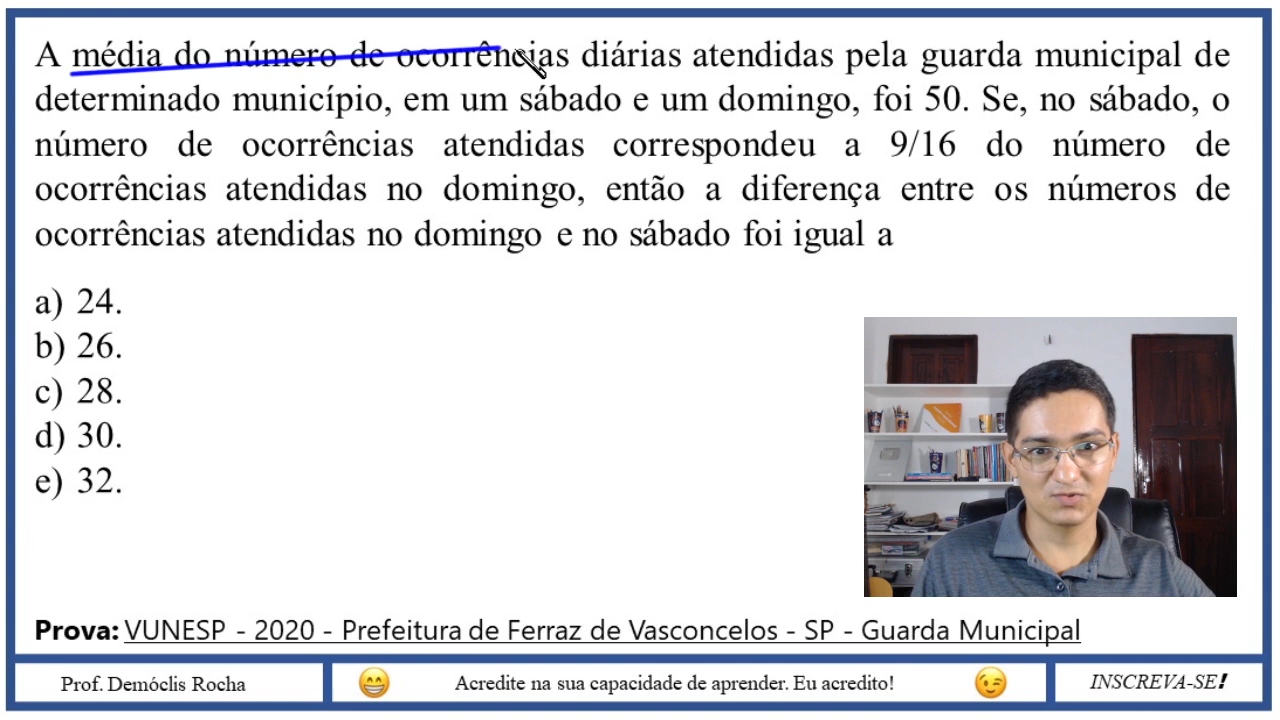 A média do número de ocorrências diárias atendidas pela guarda municipal de
determinado município, em um sábado e um domingo, foi 50. Se, no sábado, o
número de ocorrências atendidas correspondeu a 9/16 do número de
ocorrências atendidas no domingo, então a diferença entre os números de
ocorrências atendidas no domingo e no sábado foi igual a
a) 24.
b) 26.
c) 28.
d) 30.
e) 32.
Prova: VUNESP - 2020 - Prefeitura de Ferraz de Vasconcelos - SP - Guarda Municipal
Prof. Demóclis Rocha
Acredite na sua capacidade de aprender. Eu acredito!
INSCREVA-SE!